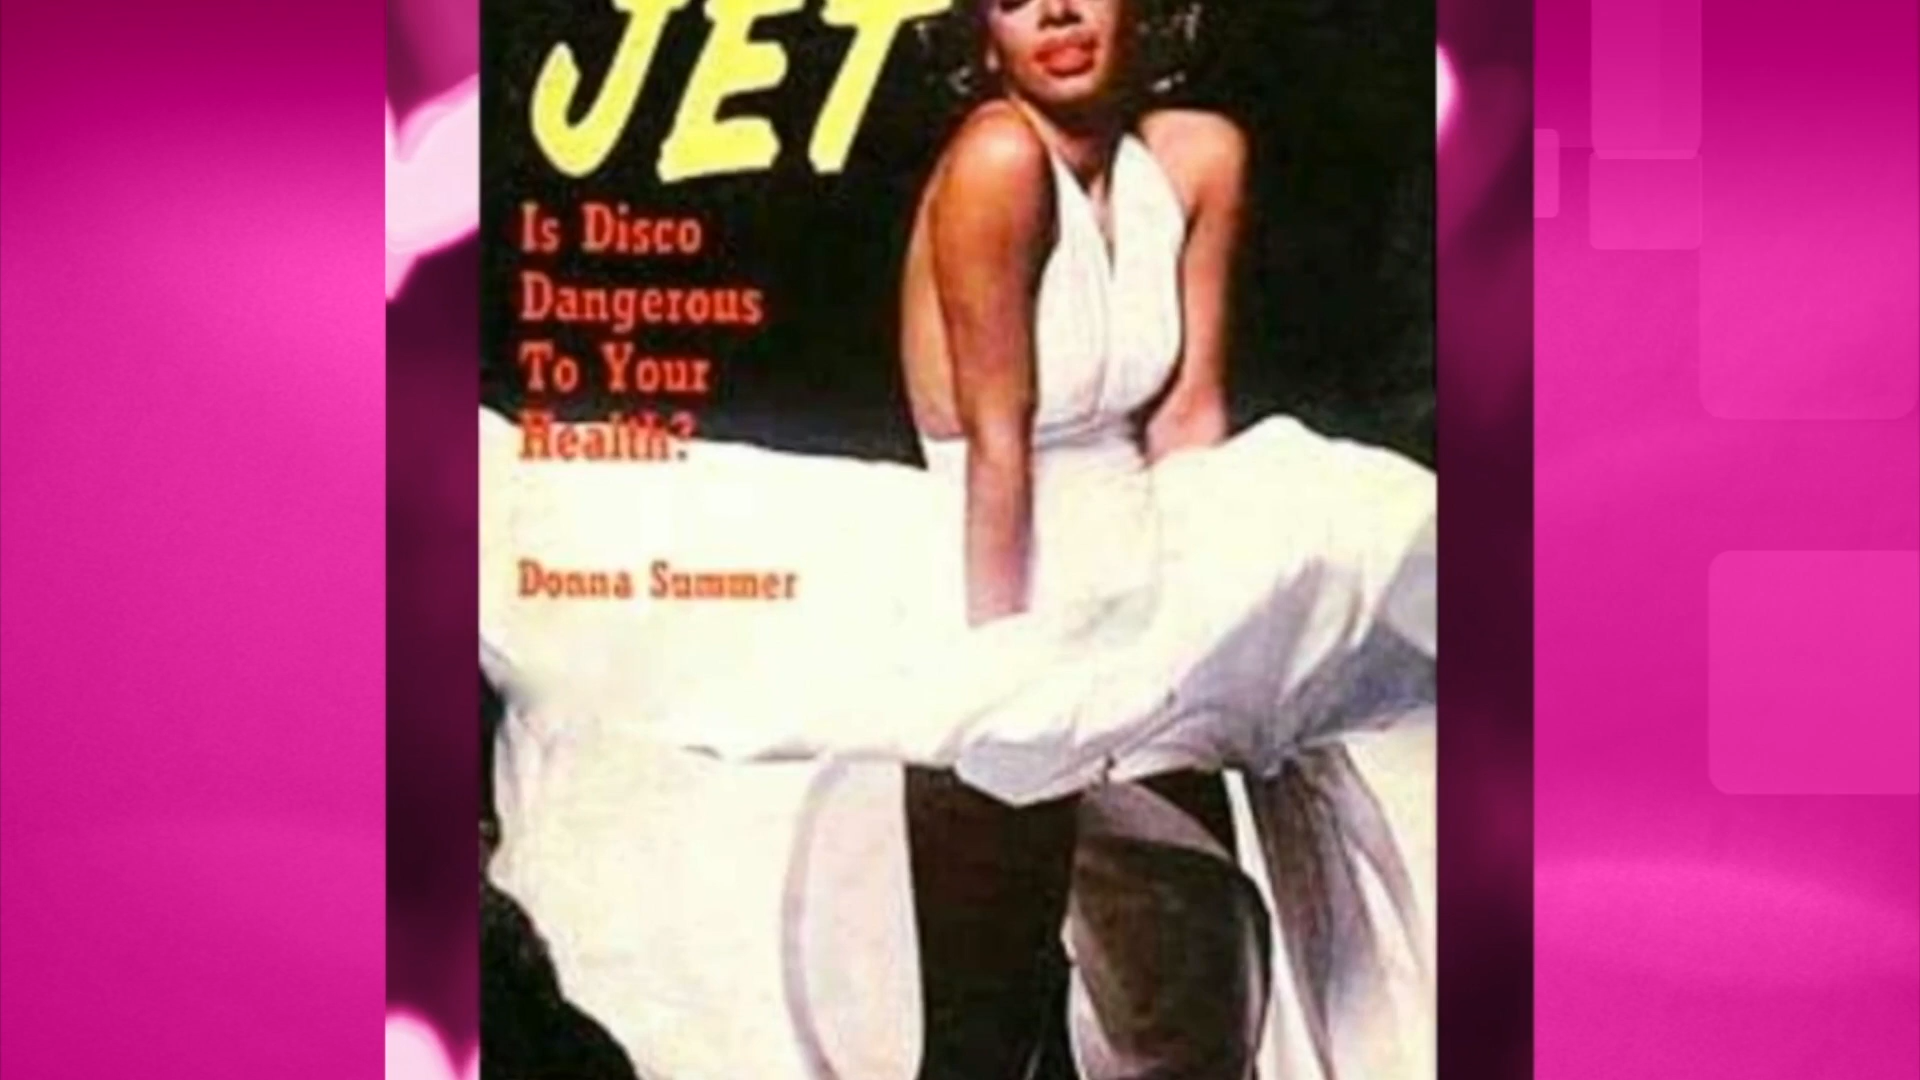 JET
Is Disco
Dangerous
To Your
Health?
Donna Summer